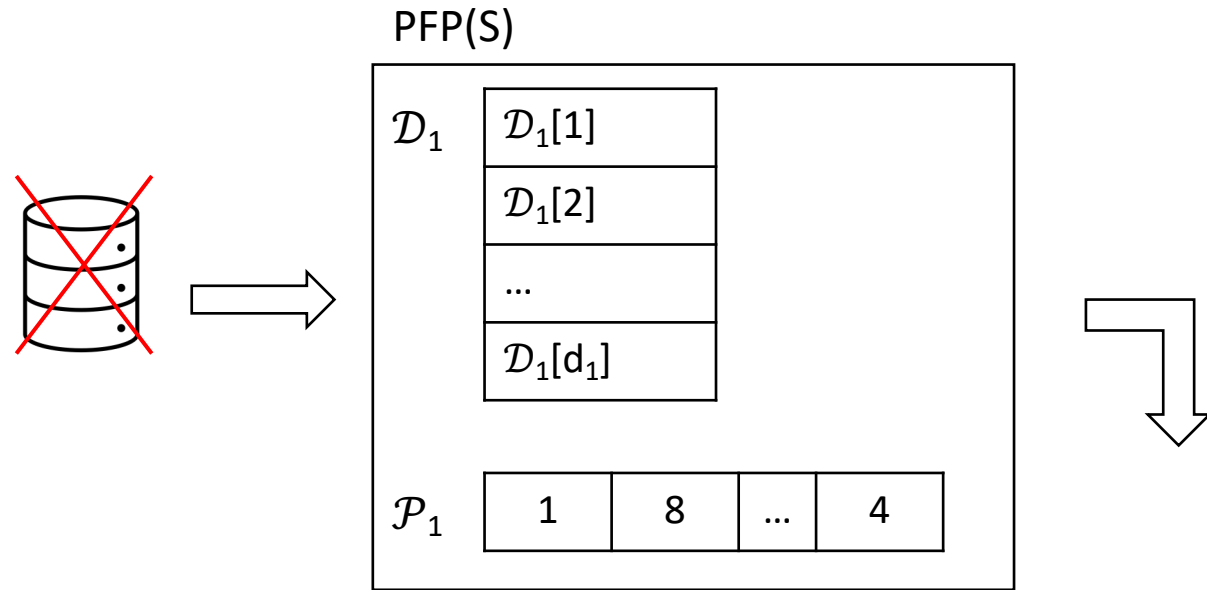 PFP(S)
𝒟₁ 𝒟₁[1]
𝒟₁[2]
...
𝒟₁[d₁]
𝒫₁ 1 8 ... 4